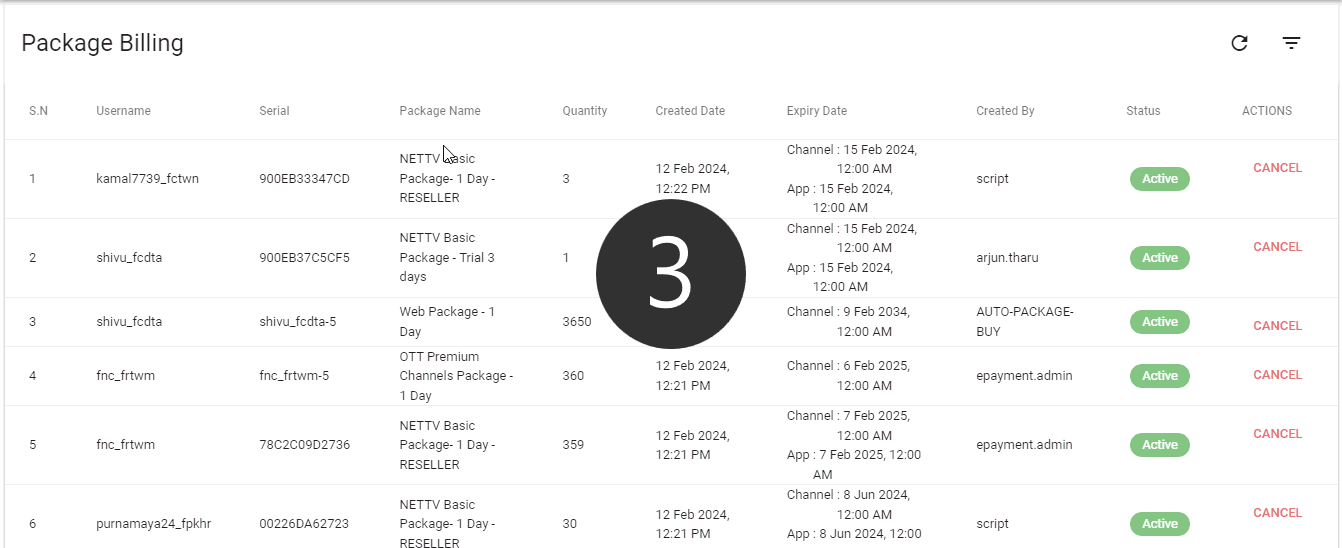 Package Billing
S.N Username Serial Package Name Quantity Created Date Expiry Date Created By Status ACTIONS
1 kamal7739_fctwn 900EB33347CD
NETTV Basic
Package- 1 Day -
RESELLER
3
12 Feb 2024,
12:22 PM
Channel : 15 Feb 2024,
12:00 AM
App : 15 Feb 2024,
12:00 AM
script
Active
CANCEL
2 shivu_fcdta 900EB37C5CF5
NETTV Basic
Package - Trial 3
days
1
Channel : 15 Feb 2024,
12:00 AM
App : 15 Feb 2024,
12:00 AM
arjun.tharu
Active
CANCEL
3
3 shivu_fcdta shivu_fcdta-5
Web Package - 1
Day
3650
Channel : 9 Feb 2034,
12:00 AM
AUTO-PACKAGE-
BUY
Active
CANCEL
4 fnc_frtwm fnc_frtwm-5
OTT Premium
Channels Package -
1 Day
360
12 Feb 2024,
12:21 PM
Channel : 6 Feb 2025,
12:00 AM
epayment.admin
Active
CANCEL
5 fnc_frtwm 78C2C09D2736
NETTV Basic
Package- 1 Day -
RESELLER
359
12 Feb 2024,
12:21 PM
Channel : 7 Feb 2025,
12:00 AM
App : 7 Feb 2025, 12:00
AM
epayment.admin
Active
CANCEL
6 purnamaya24_fpkhr 00226DA62723
NETTV Basic
Package- 1 Day -
RESELLER
30
12 Feb 2024,
12:21 PM
Channel : 8 Jun 2024,
12:00 AM
App : 8 Jun 2024, 12:00
script
Active
CANCEL